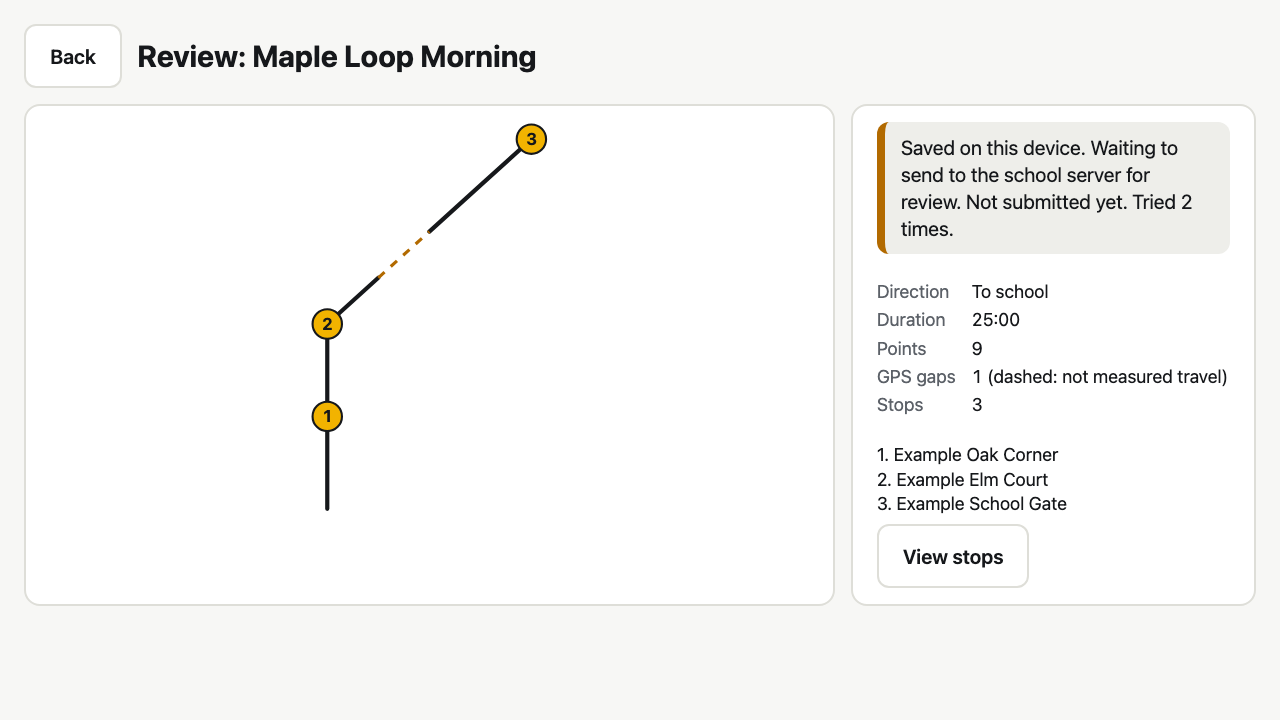 Back
Review: Maple Loop Morning
3
2
1
Saved on this device. Waiting to
send to the school server for
review. Not submitted yet. Tried 2
times.
Direction To school
Duration 25:00
Points 9
GPS gaps 1 (dashed: not measured travel)
Stops 3
1. Example Oak Corner
2. Example Elm Court
3. Example School Gate
View stops